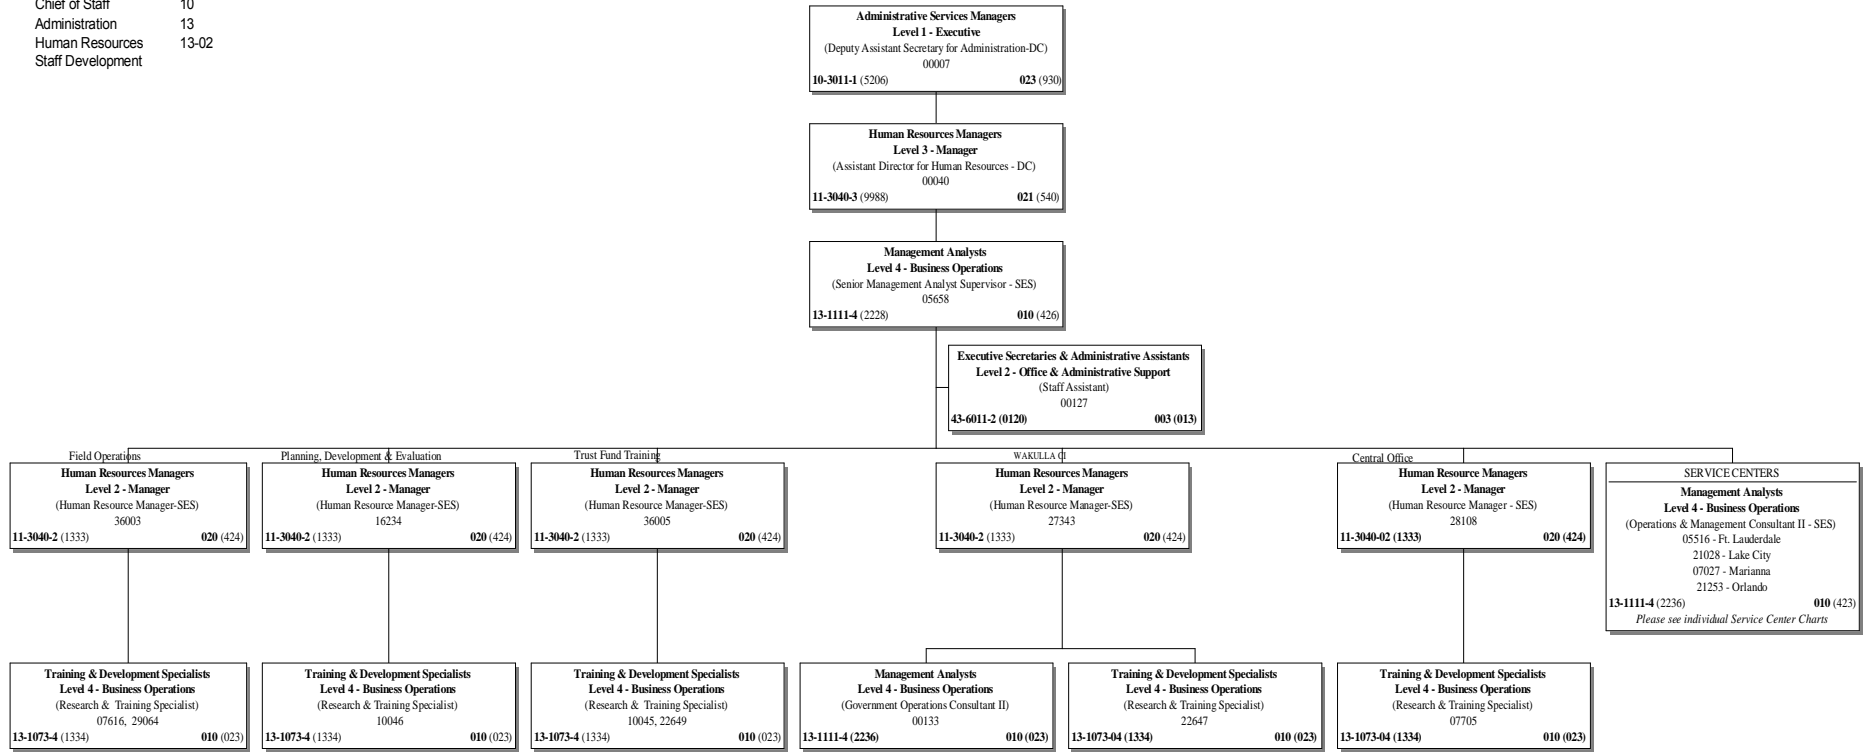 Chief of Staff 10
Administration 13
Human Resources 13-02
Staff Development
Administrative Services Managers
Level 1 - Executive
(Deputy Assistant Secretary for Administration-DC)
00007
10-3011-1 (5206) 023 (930)
Human Resources Managers
Level 3 - Manager
(Assistant Director for Human Resources - DC)
00040
11-3040-3 (9988) 021 (540)
Management Analysts
Level 4 - Business Operations
(Senior Management Analyst Supervisor - SES)
05658
13-1111-4 (2228) 010 (426)
Executive Secretaries & Administrative Assistants
Level 2 - Office & Administrative Support
(Staff Assistant)
00127
43-6011-2 (0120) 003 (013)
Field Operations
Human Resources Managers
Level 2 - Manager
(Human Resource Manager-SES)
36003
11-3040-2 (1333) 020 (424)
Planning, Development & Evaluation
Human Resources Managers
Level 2 - Manager
(Human Resource Manager-SES)
16234
11-3040-2 (1333) 020 (424)
Trust Fund Training
Human Resources Managers
Level 2 - Manager
(Human Resource Manager-SES)
36005
11-3040-2 (1333) 020 (424)
WAKULLA CI
Human Resources Managers
Level 2 - Manager
(Human Resource Manager-SES)
27343
11-3040-2 (1333) 020 (424)
Central Office
Human Resource Managers
Level 2 - Manager
(Human Resource Manager - SES)
28108
11-3040-02 (1333) 020 (424)
SERVICE CENTERS
Management Analysts
Level 4 - Business Operations
(Operations & Management Consultant II - SES)
05516 - Ft. Lauderdale
21028 - Lake City
07027 - Marianna
21253 - Orlando
13-1111-4 (2236) 010 (423)
Please see individual Service Center Charts
Training & Development Specialists
Level 4 - Business Operations
(Research & Training Specialist)
07616, 29064
13-1073-4 (1334) 010 (023)
Training & Development Specialists
Level 4 - Business Operations
(Research & Training Specialist)
10046
13-1073-4 (1334) 010 (023)
Training & Development Specialists
Level 4 - Business Operations
(Research & Training Specialist)
10045, 22649
13-1073-4 (1334) 010 (023)
Management Analysts
Level 4 - Business Operations
(Government Operations Consultant II)
00133
13-1111-4 (2236) 010 (023)
Training & Development Specialists
Level 4 - Business Operations
(Research & Training Specialist)
22647
13-1073-04 (1334) 010 (023)
Training & Development Specialists
Level 4 - Business Operations
(Research & Training Specialist)
07705
13-1073-04 (1334) 010 (023)